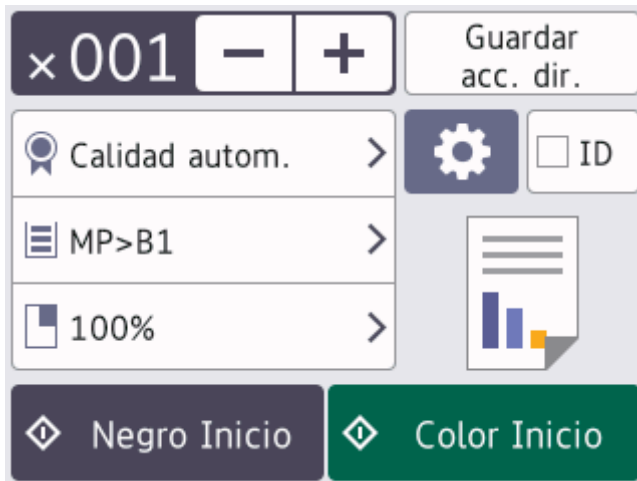 ×001 − +
Guardar
acc. dir.
Calidad autom.
ID
MP>B1
100%
Negro Inicio
Color Inicio